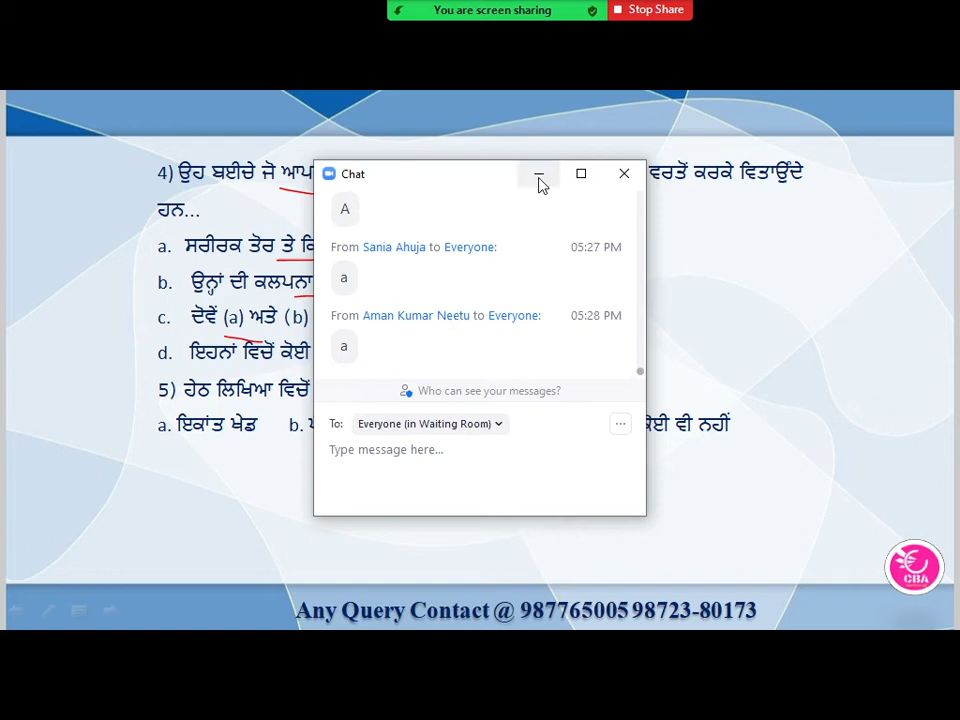 You are screen sharing Stop Share
4) ਉਹ ਬਈਚੇ ਜੋ ਆਪ ਵਰਤੋਂ ਕਰਕੇ ਵਿਤਾਉਂਦੇ
ਹਨ...
a. ਸਰੀਰਕ ਤੋਰ ਤੇ
b. ਉਨ੍ਹਾਂ ਦੀ ਕਲਪਨਾ
c. ਦੋਵੇਂ (a) ਅਤੇ (b)
d. ਇਹਨਾਂ ਵਿਚੋਂ ਕੋਈ
5) ਹੇਠ ਲਿਖਿਆ ਵਿਚੋਂ
a. ਇਕਾਂਤ ਖੇਡ b. ਕੋਈ ਵੀ ਨਹੀਂ
Chat
A
From Sania Ahuja to Everyone: 05:27 PM
a
From Aman Kumar Neetu to Everyone: 05:28 PM
a
Who can see your messages?
To: Everyone (in Waiting Room)
Type message here...
CBA
Any Query Contact @ 98776500598723-80173